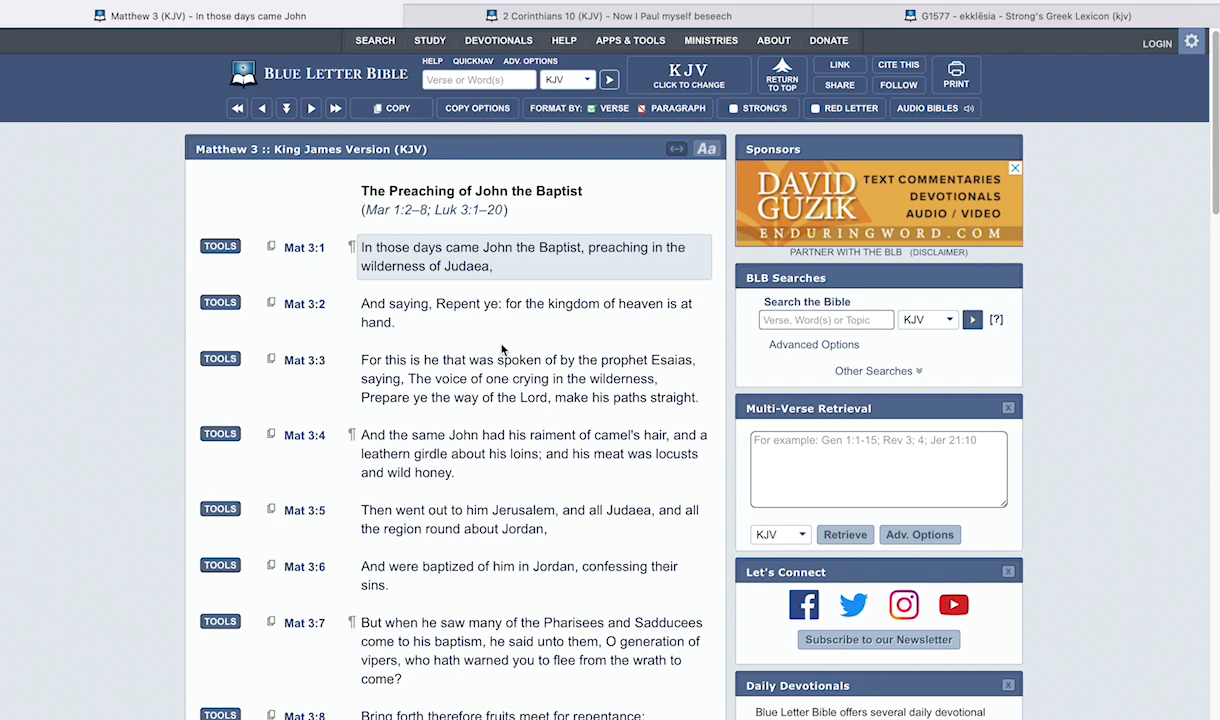 Matthew 3 (KJV) - In those days came John
2 Corinthians 10 (KJV) - Now I Paul myself beseech
G1577 - ekklēsia - Strong's Greek Lexicon (kjv)
SEARCH STUDY DEVOTIONALS HELP APPS & TOOLS MINISTRIES ABOUT DONATE
LOGIN
BLUE LETTER BIBLE
HELP QUICKNAV ADV. OPTIONS
Verse or Word(s)
KJV
KJV
CLICK TO CHANGE
RETURN
TO TOP
LINK
CITE THIS
SHARE
FOLLOW
PRINT
COPY
COPY OPTIONS
FORMAT BY: VERSE PARAGRAPH
STRONG'S
RED LETTER
AUDIO BIBLES
Matthew 3 :: King James Version (KJV)
Aa
The Preaching of John the Baptist
(Mar 1:2–8; Luk 3:1–20)
TOOLS Mat 3:1 ¶ In those days came John the Baptist, preaching in the
wilderness of Judaea,
TOOLS Mat 3:2 And saying, Repent ye: for the kingdom of heaven is at
hand.
TOOLS Mat 3:3 For this is he that was spoken of by the prophet Esaias,
saying, The voice of one crying in the wilderness,
Prepare ye the way of the Lord, make his paths straight.
TOOLS Mat 3:4 ¶ And the same John had his raiment of camel's hair, and a
leathern girdle about his loins; and his meat was locusts
and wild honey.
TOOLS Mat 3:5 Then went out to him Jerusalem, and all Judaea, and all
the region round about Jordan,
TOOLS Mat 3:6 And were baptized of him in Jordan, confessing their
sins.
TOOLS Mat 3:7 ¶ But when he saw many of the Pharisees and Sadducees
come to his baptism, he said unto them, O generation of
vipers, who hath warned you to flee from the wrath to
come?
TOOLS Mat 3:8 Bring forth therefore fruits meet for repentance:
Sponsors
DAVID
GUZIK
TEXT COMMENTARIES
DEVOTIONALS
AUDIO / VIDEO
ENDURINGWORD.COM
PARTNER WITH THE BLB (DISCLAIMER)
BLB Searches
Search the Bible
Verse, Word(s) or Topic
KJV
[?]
Advanced Options
Other Searches
Multi-Verse Retrieval
x
For example: Gen 1:1-15; Rev 3; 4; Jer 21:10
KJV
Retrieve
Adv. Options
Let's Connect
x
Subscribe to our Newsletter
Daily Devotionals
x
Blue Letter Bible offers several daily devotional